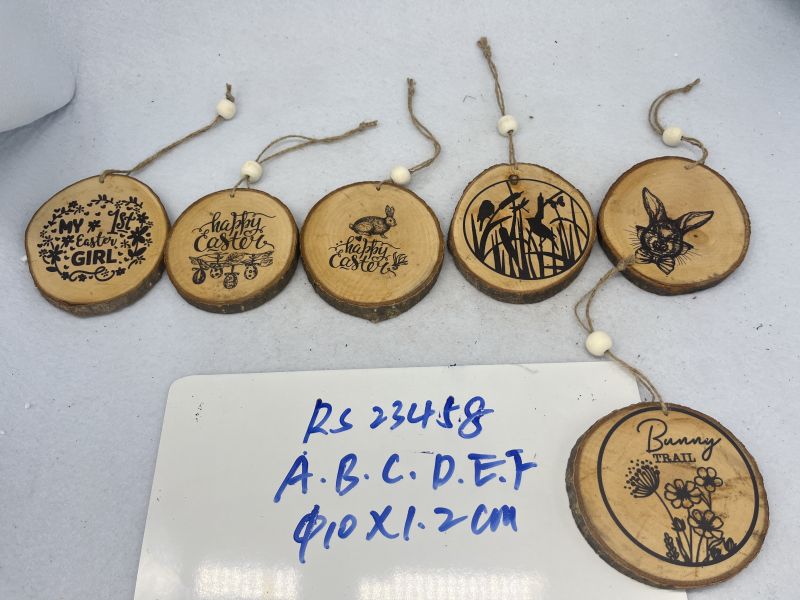 MY 1st
Easter
GIRL
happy
Easter
happy
Easter
Bunny
TRAIL
RS 23458
A.B.C.D.E.F
φ10X1.2cm